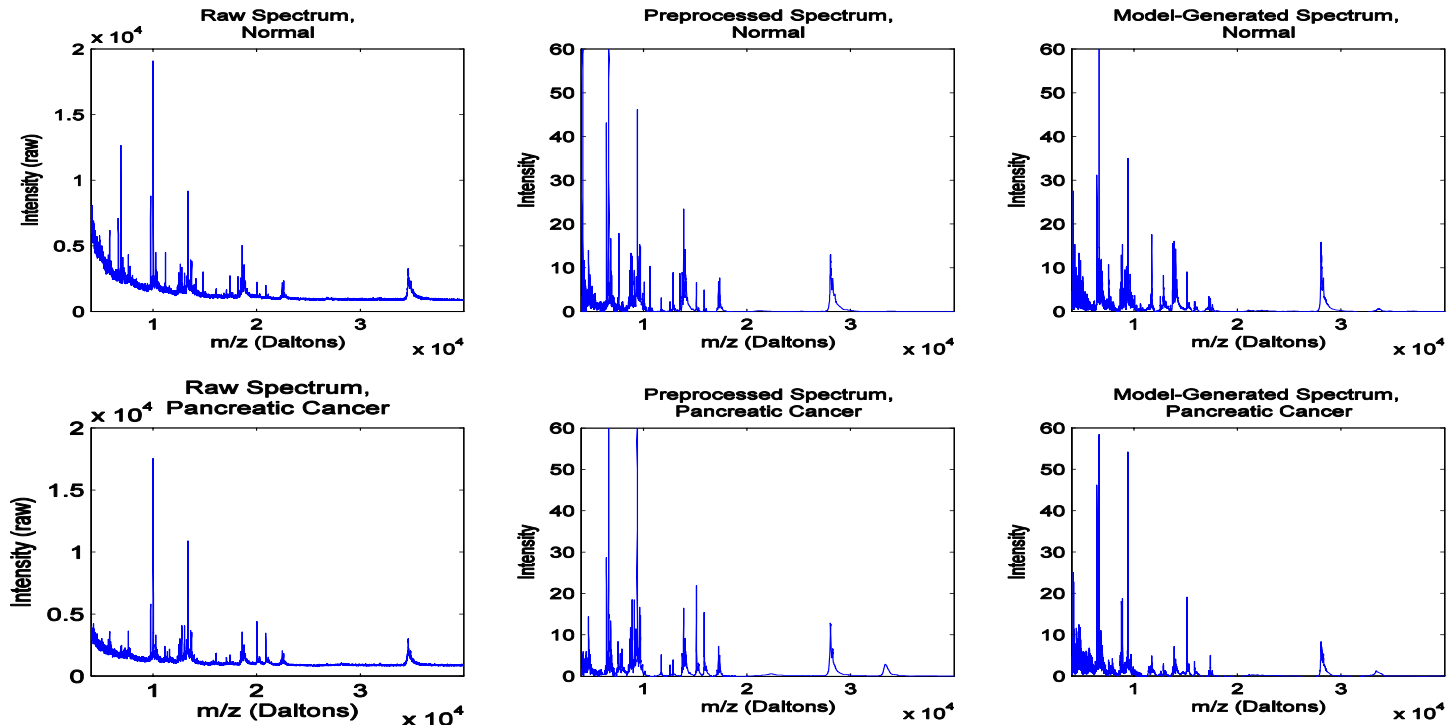 Raw Spectrum,
Normal
x 10^4
2
1.5
1
0.5
0
Intensity (raw)
1
2
3
m/z (Daltons)
x 10^4
Preprocessed Spectrum,
Normal
60
50
40
30
20
10
0
Intensity
1
2
3
m/z (Daltons)
x 10^4
Model-Generated Spectrum,
Normal
60
50
40
30
20
10
0
Intensity
1
2
3
m/z (Daltons)
x 10^4
Raw Spectrum,
Pancreatic Cancer
x 10^4
2
1.5
1
0.5
0
Intensity (raw)
1
2
3
m/z (Daltons)
x 10^4
Preprocessed Spectrum,
Pancreatic Cancer
60
50
40
30
20
10
0
Intensity
1
2
3
m/z (Daltons)
x 10^4
Model-Generated Spectrum,
Pancreatic Cancer
60
50
40
30
20
10
0
Intensity
1
2
3
m/z (Daltons)
x 10^4